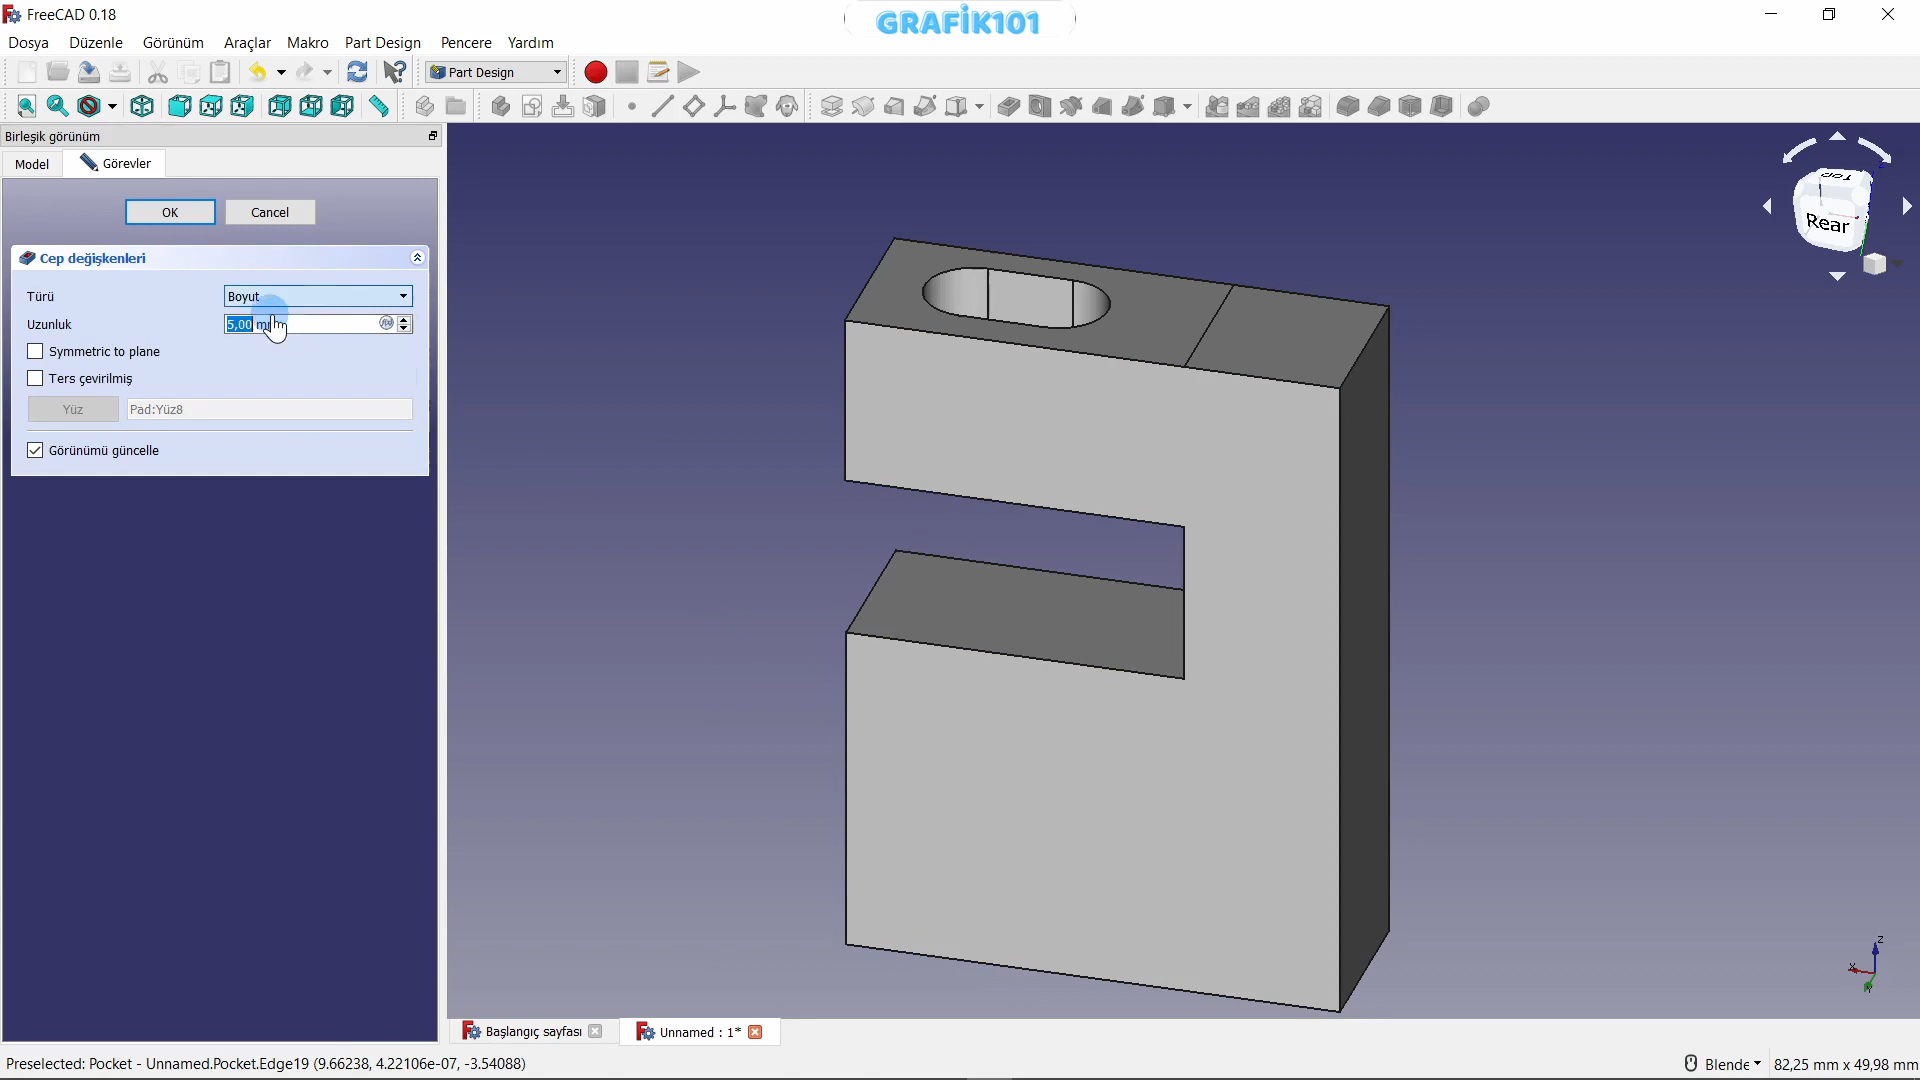 FreeCAD 0.18
GRAFİK101
Dosya Düzenle Görünüm Araçlar Makro Part Design Pencere Yardım
Part Design
Birleşik görünüm
Model Görevler
OK Cancel
Cep değişkenleri
Türü Boyut
Uzunluk 5,00 mm
Symmetric to plane
Ters çevirilmiş
Yüz Pad:Yüz8
Görünümü güncelle
Top
Rear
Z
X
Y
Başlangıç sayfası Unnamed : 1*
Preselected: Pocket - Unnamed.Pocket.Edge19 (9.66238, 4.22106e-07, -3.54088)
Blende 82,25 mm x 49,98 mm